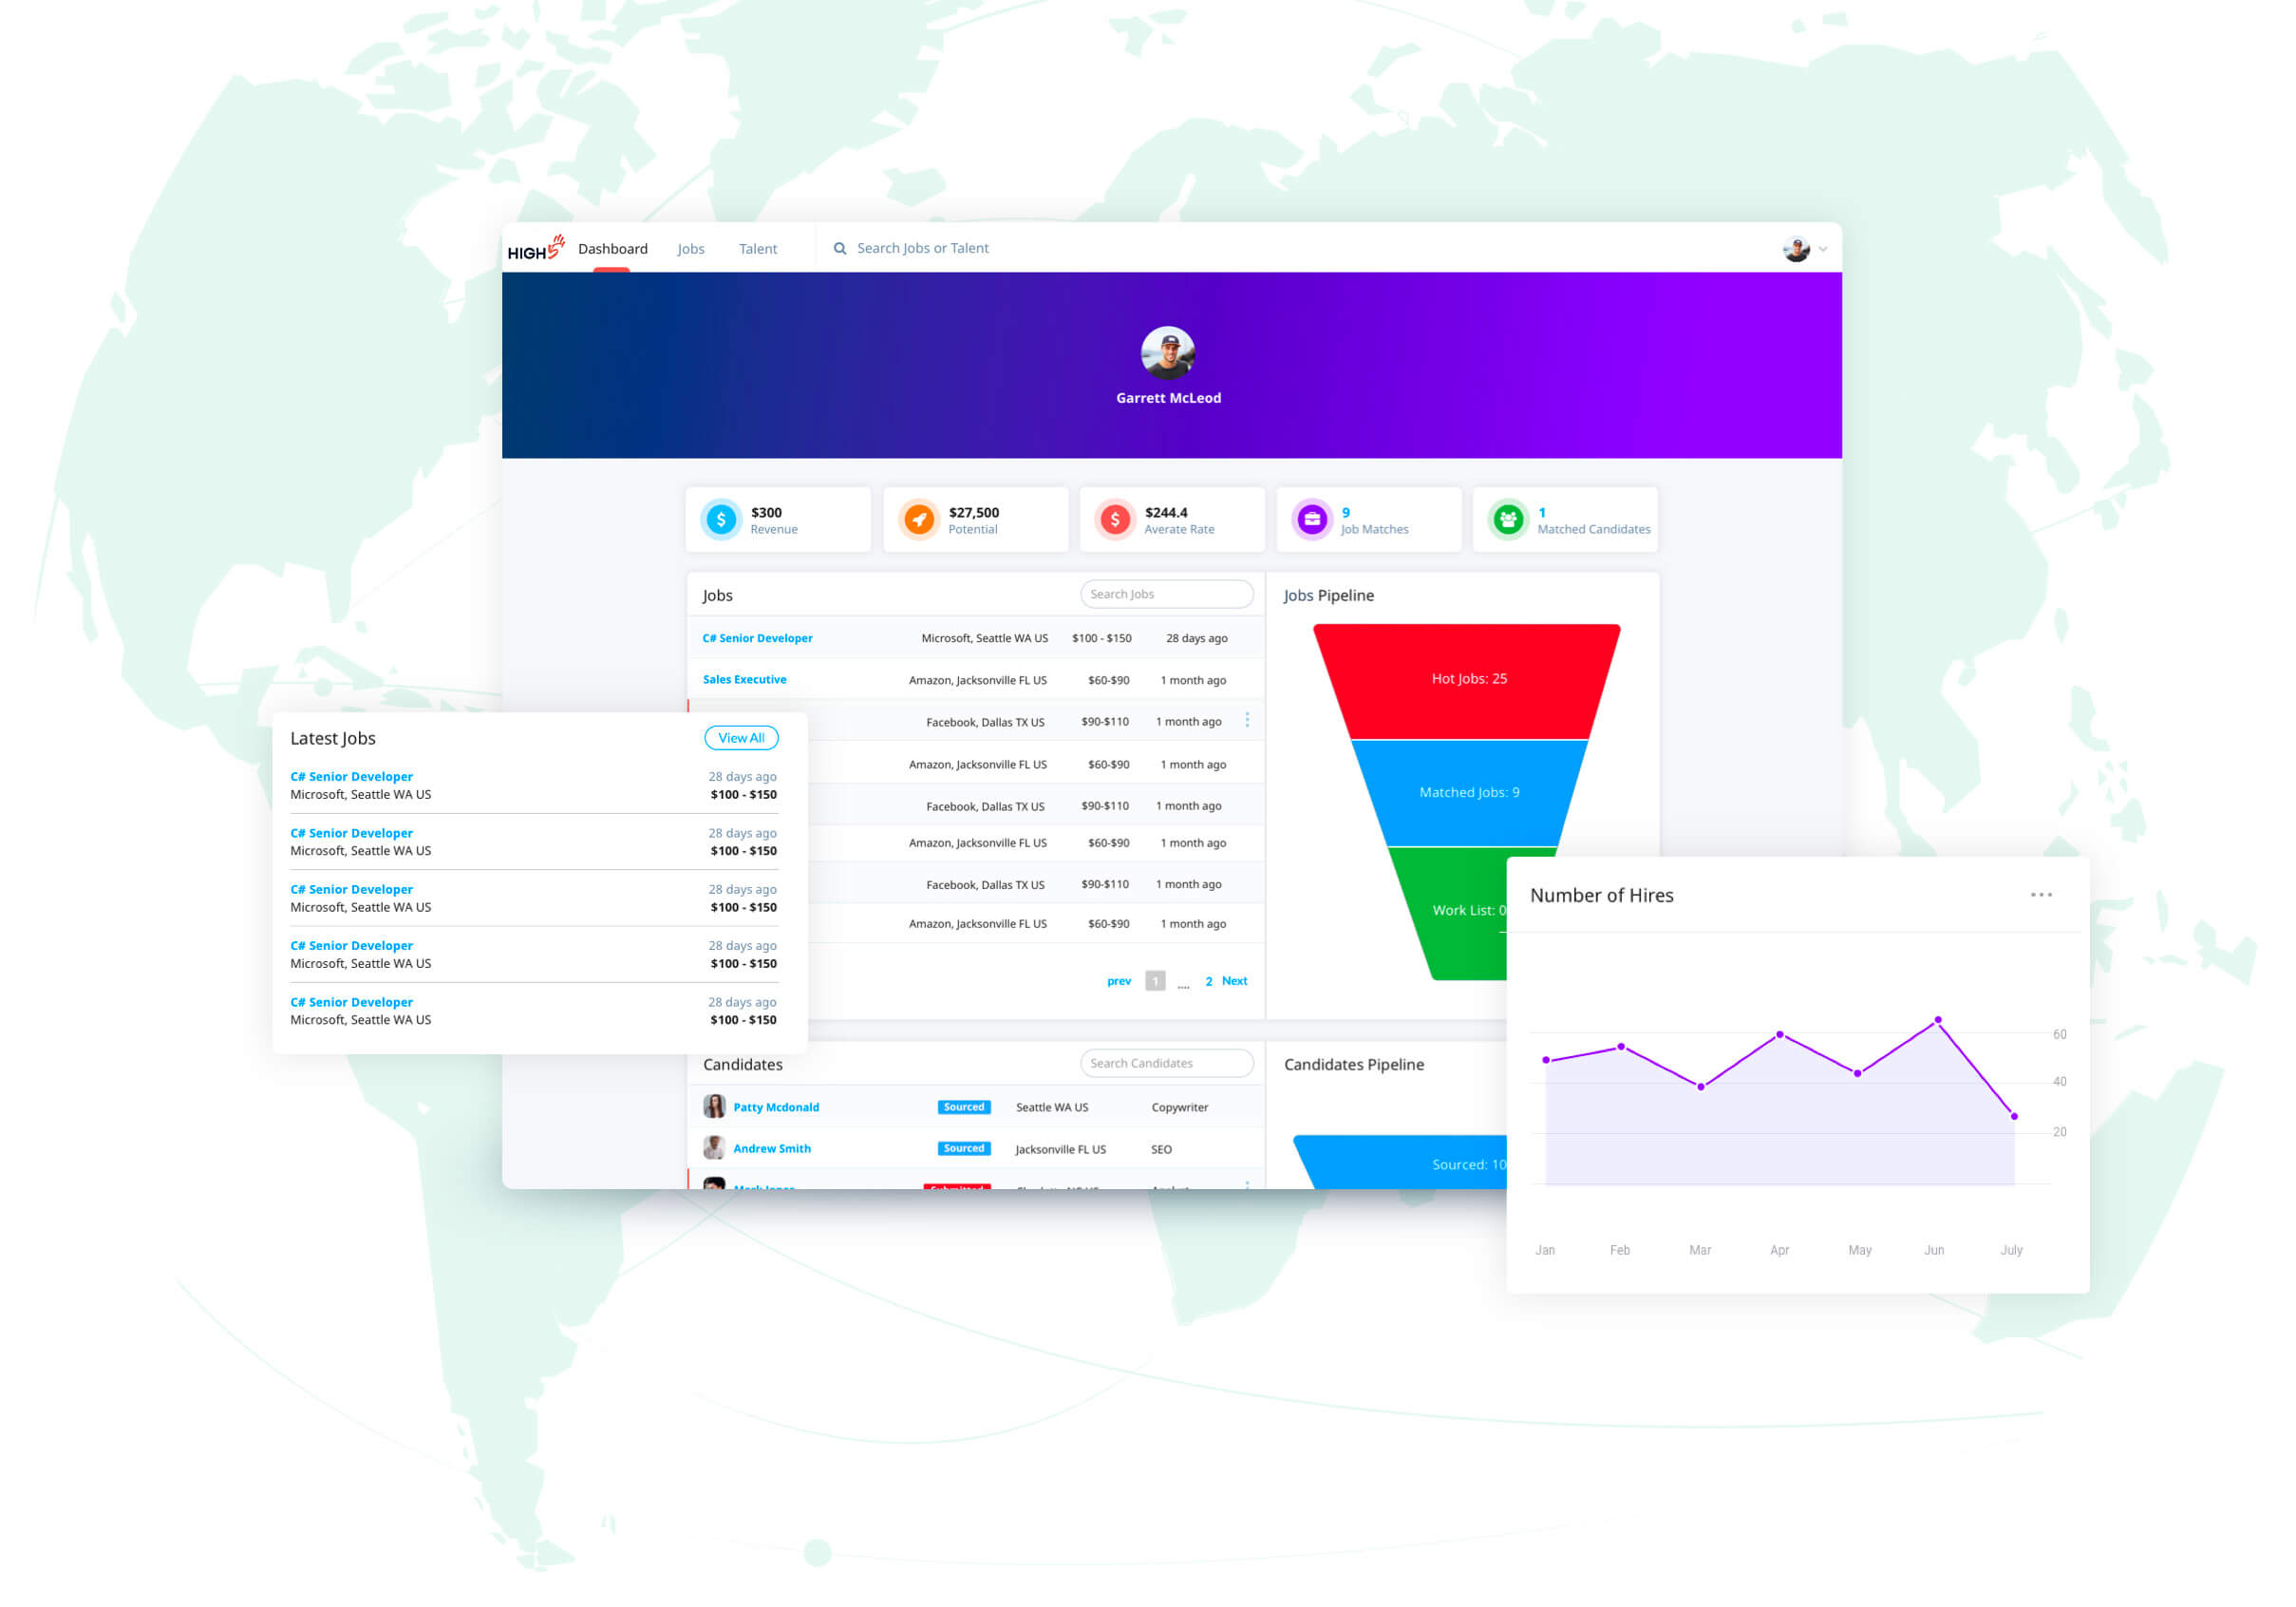 HIGH5 Dashboard Jobs Talent Search Jobs or Talent
Garrett McLeod
$300
Revenue
$27,500
Potential
$244.4
Averate Rate
9
Job Matches
1
Matched Candidates
Jobs Search Jobs
C# Senior Developer Microsoft, Seattle WA US $100 - $150 28 days ago
Sales Executive Amazon, Jacksonville FL US $60-$90 1 month ago
Facebook, Dallas TX US $90-$110 1 month ago
Amazon, Jacksonville FL US $60-$90 1 month ago
Facebook, Dallas TX US $90-$110 1 month ago
Amazon, Jacksonville FL US $60-$90 1 month ago
Facebook, Dallas TX US $90-$110 1 month ago
Amazon, Jacksonville FL US $60-$90 1 month ago
prev 1 .... 2 Next
Jobs Pipeline
Hot Jobs: 25
Matched Jobs: 9
Work List: 0
Latest Jobs View All
C# Senior Developer 28 days ago
Microsoft, Seattle WA US $100 - $150
C# Senior Developer 28 days ago
Microsoft, Seattle WA US $100 - $150
C# Senior Developer 28 days ago
Microsoft, Seattle WA US $100 - $150
C# Senior Developer 28 days ago
Microsoft, Seattle WA US $100 - $150
C# Senior Developer 28 days ago
Microsoft, Seattle WA US $100 - $150
Candidates Search Candidates
Patty Mcdonald Sourced Seattle WA US Copywriter
Andrew Smith Sourced Jacksonville FL US SEO
Candidates Pipeline
Sourced: 10
Number of Hires
60
40
20
Jan Feb Mar Apr May Jun July